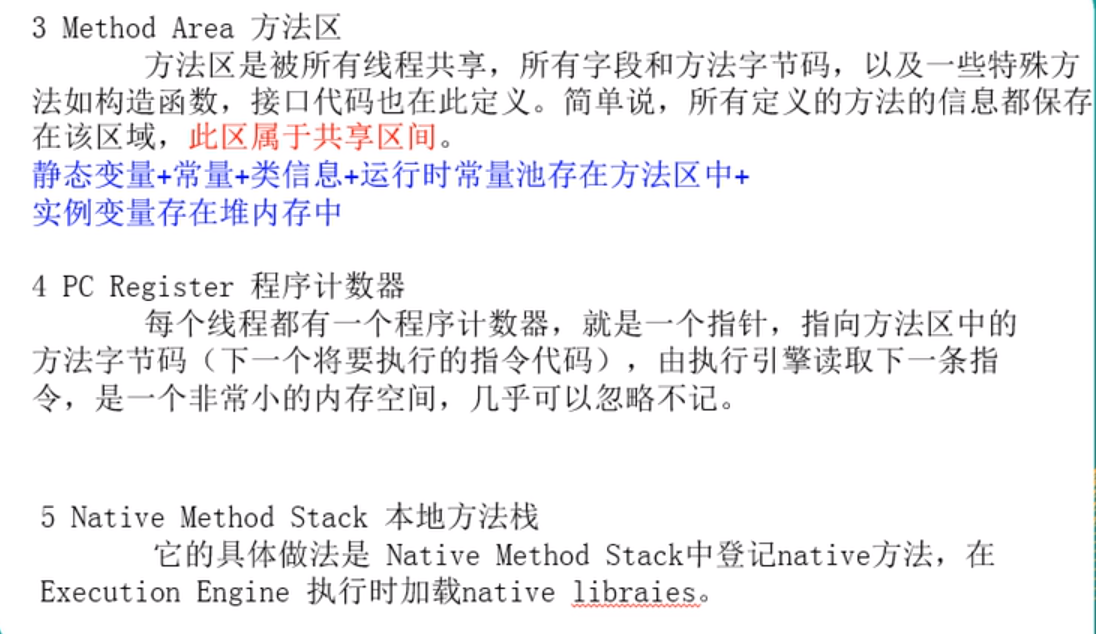 3 Method Area 方法区
方法区是被所有线程共享，所有字段和方法字节码，以及一些特殊方
法如构造函数，接口代码也在此定义。简单说，所有定义的方法的信息都保存
在该区域，此区属于共享区间。
静态变量+常量+类信息+运行时常量池存在方法区中+
实例变量存在堆内存中
4 PC Register 程序计数器
每个线程都有一个程序计数器，就是一个指针，指向方法区中的
方法字节码（下一个将要执行的指令代码），由执行引擎读取下一条指
令，是一个非常小的内存空间，几乎可以忽略不记。
5 Native Method Stack 本地方法栈
它的具体做法是 Native Method Stack中登记native方法，在
Execution Engine 执行时加载native libraies。